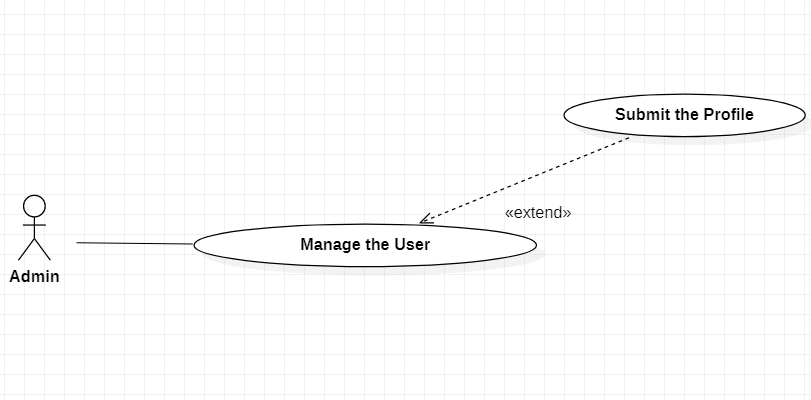 Submit the Profile
«extend»
Manage the User
Admin